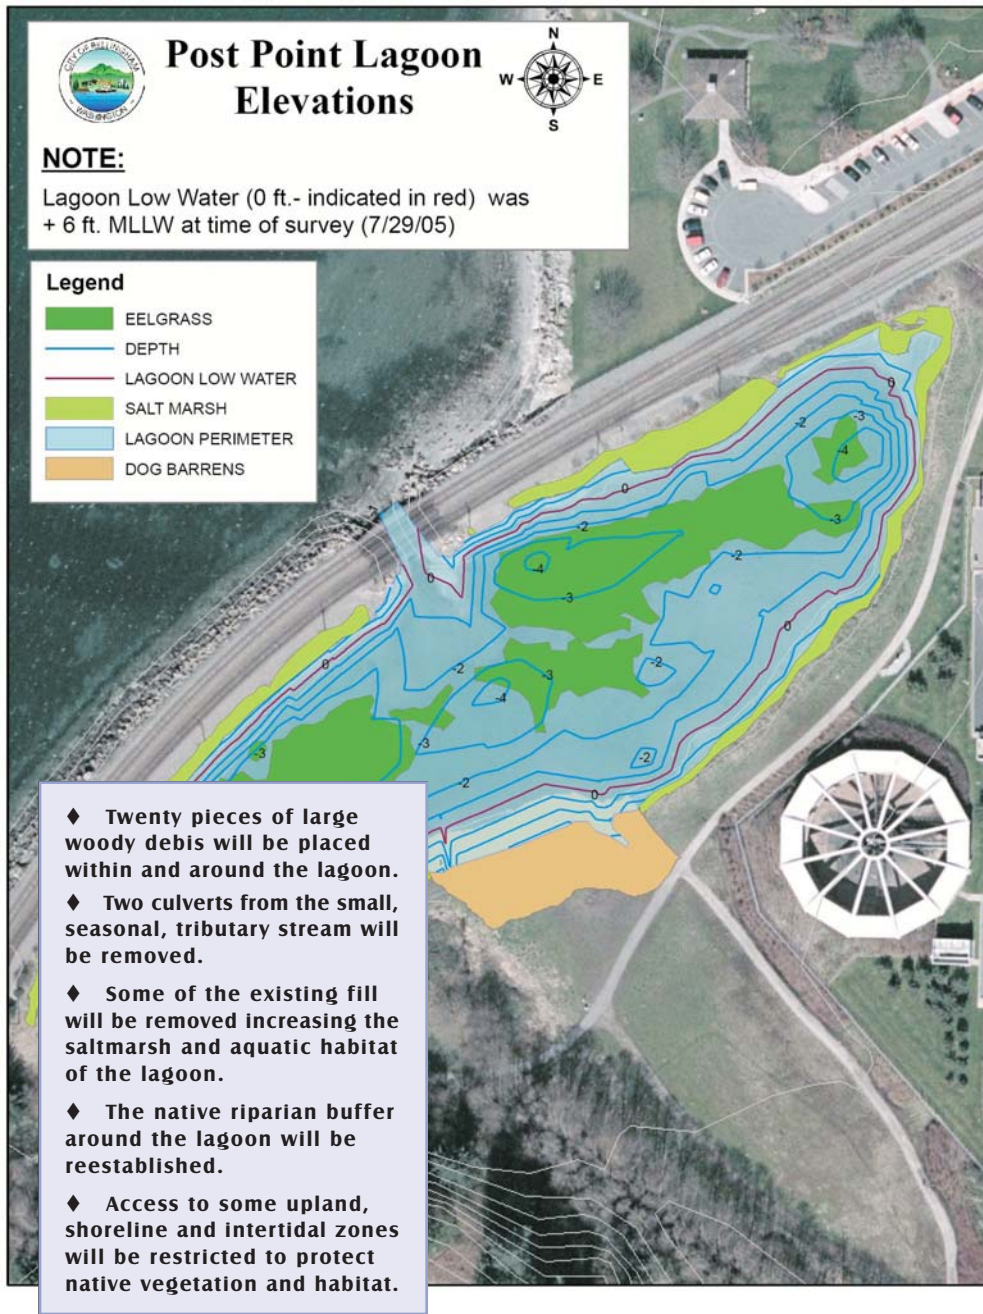 CITY OF BELLINGHAM
WASHINGTON
Post Point Lagoon
Elevations
N
W
E
S
NOTE:
Lagoon Low Water (0 ft.- indicated in red) was
+ 6 ft. MLLW at time of survey (7/29/05)
Legend
EELGRASS
DEPTH
LAGOON LOW WATER
SALT MARSH
LAGOON PERIMETER
DOG BARRENS
0
-2
-3
-4
0
-3
-2
-2
-4
-3
0
0
0
-2
-3
-2
-4
-3
-3
-2
-2
0
♦ Twenty pieces of large
woody debis will be placed
within and around the lagoon.
♦ Two culverts from the small,
seasonal, tributary stream will
be removed.
♦ Some of the existing fill
will be removed increasing the
saltmarsh and aquatic habitat
of the lagoon.
♦ The native riparian buffer
around the lagoon will be
reestablished.
♦ Access to some upland,
shoreline and intertidal zones
will be restricted to protect
native vegetation and habitat.